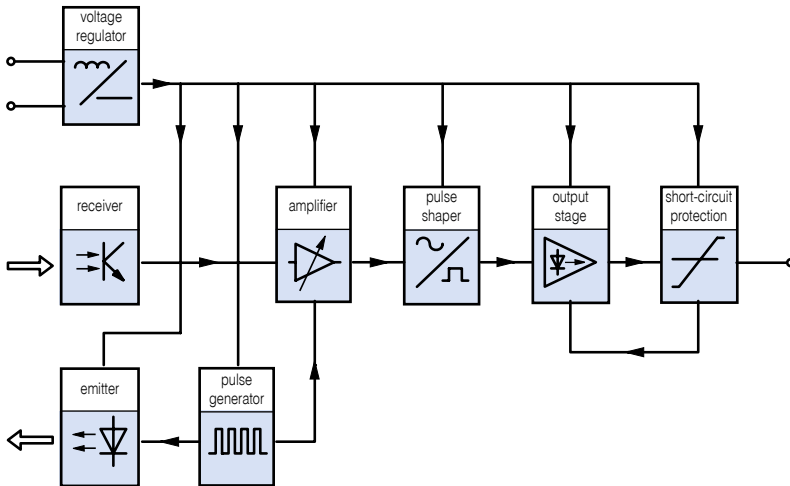 voltage
regulator
receiver
amplifier
pulse
shaper
output
stage
short-circuit
protection
emitter
pulse
generator